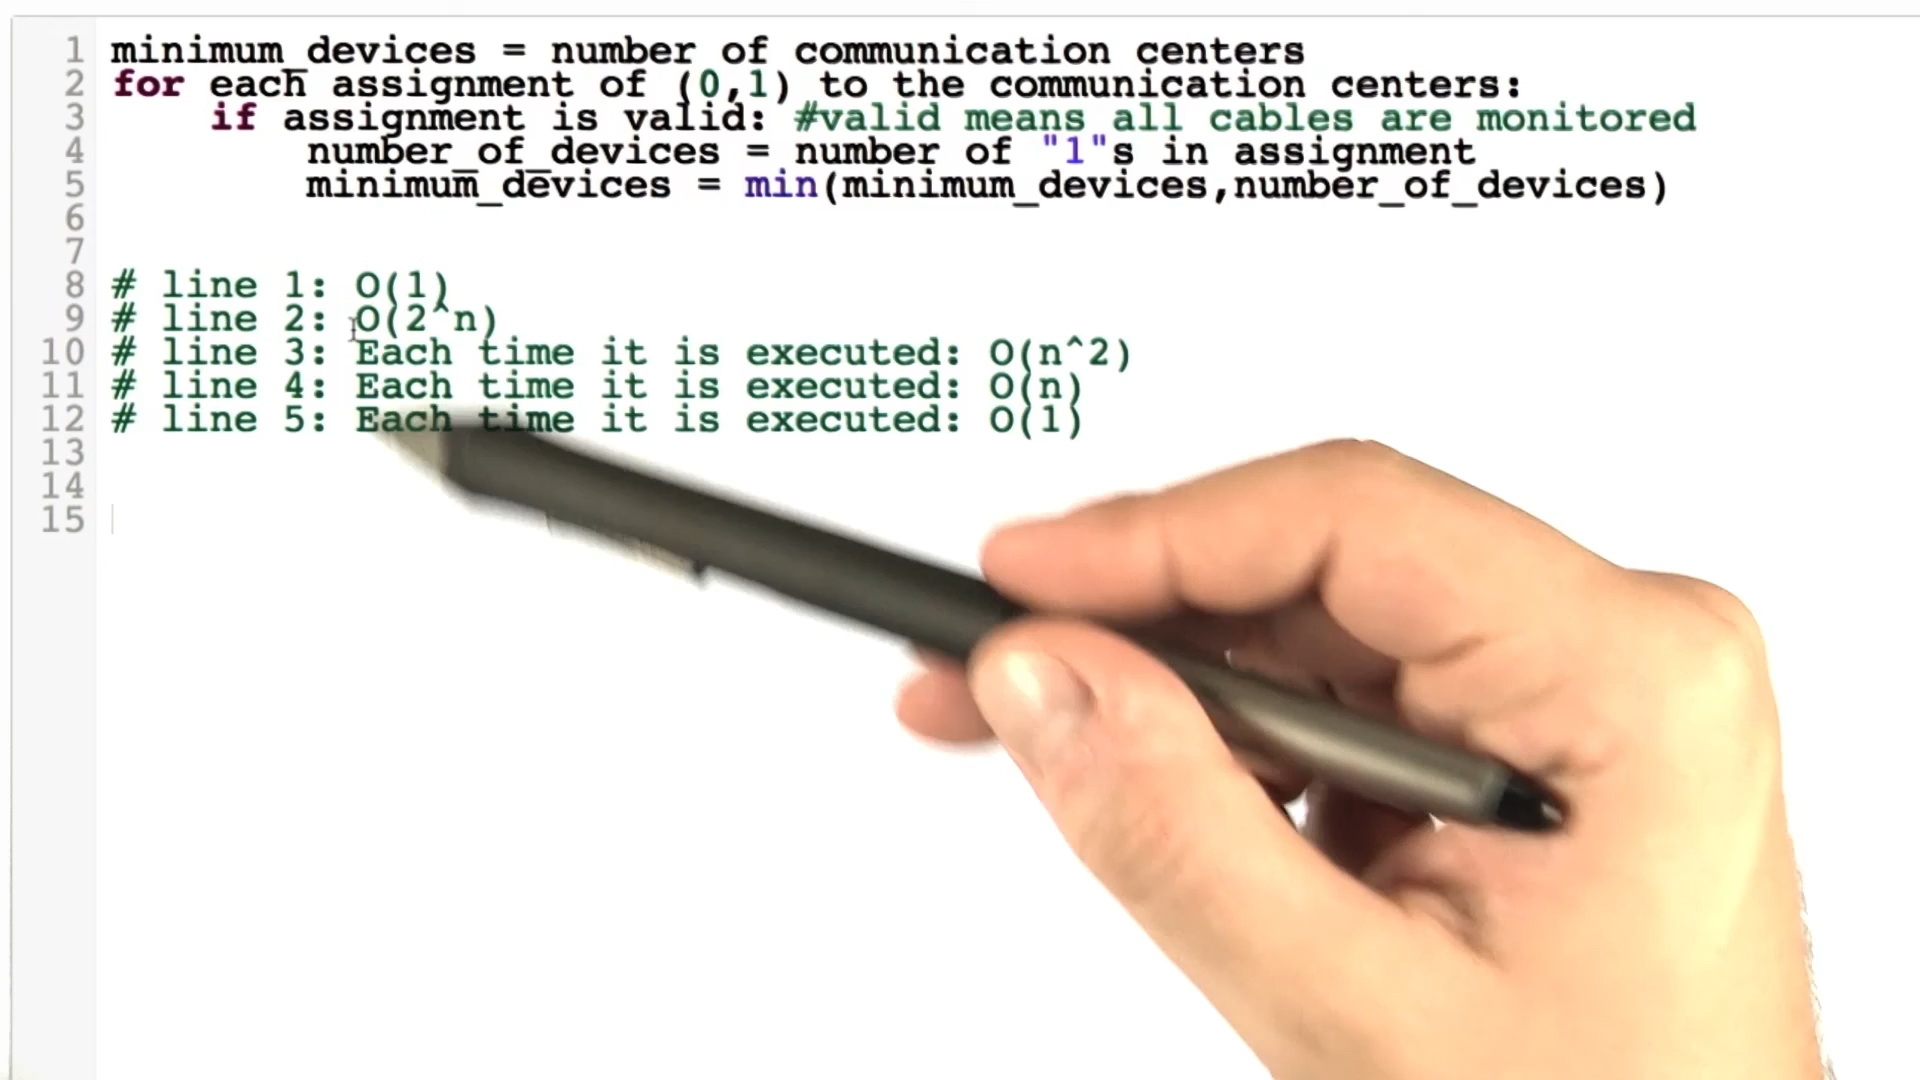 1 minimum_devices = number of communication centers
2 for each assignment of (0,1) to the communication centers:
3 if assignment is valid: #valid means all cables are monitored
4 number_of_devices = number of "1"s in assignment
5 minimum_devices = min(minimum_devices,number_of_devices)
6
7
8 # line 1: O(1)
9 # line 2: O(2^n)
10 # line 3: Each time it is executed: O(n^2)
11 # line 4: Each time it is executed: O(n)
12 # line 5: Each time it is executed: O(1)
13
14
15